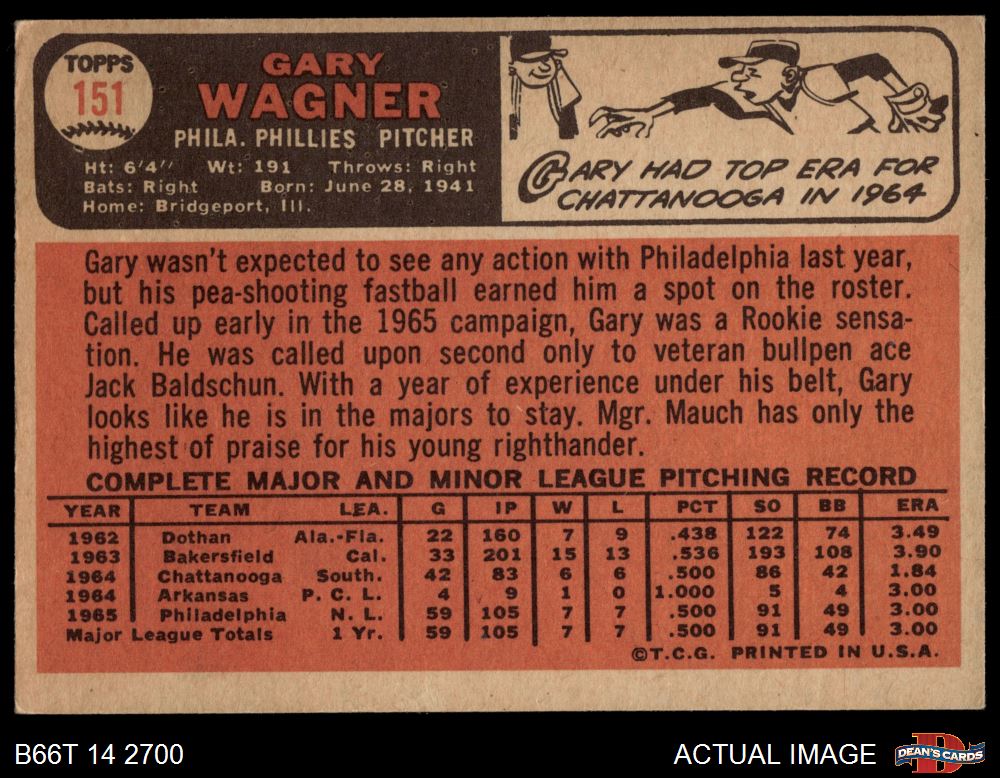 TOPPS
151
GARY
WAGNER
PHILA. PHILLIES PITCHER
Ht: 6'4" Wt: 191 Throws: Right
Bats: Right Born: June 28, 1941
Home: Bridgeport, Ill.
GARY HAD TOP ERA FOR
CHATTANOOGA IN 1964
Gary wasn't expected to see any action with Philadelphia last year,
but his pea-shooting fastball earned him a spot on the roster.
Called up early in the 1965 campaign, Gary was a Rookie sensa-
tion. He was called upon second only to veteran bullpen ace
Jack Baldschun. With a year of experience under his belt, Gary
looks like he is in the majors to stay. Mgr. Mauch has only the
highest of praise for his young righthander.
COMPLETE MAJOR AND MINOR LEAGUE PITCHING RECORD
YEAR TEAM LEA. G IP W L PCT SO BB ERA
1962 Dothan Ala.-Fla. 22 160 7 9 .438 122 74 3.49
1963 Bakersfield Cal. 33 201 15 13 .536 193 108 3.90
1964 Chattanooga South. 42 83 6 6 .500 86 42 1.84
1964 Arkansas P. C. L. 4 9 1 0 1.000 5 4 3.00
1965 Philadelphia N. L. 59 105 7 7 .500 91 49 3.00
Major League Totals 1 Yr. 59 105 7 7 .500 91 49 3.00
©T.C.G. PRINTED IN U.S.A.
B66T 14 2700
ACTUAL IMAGE
D
DEAN'S CARDS